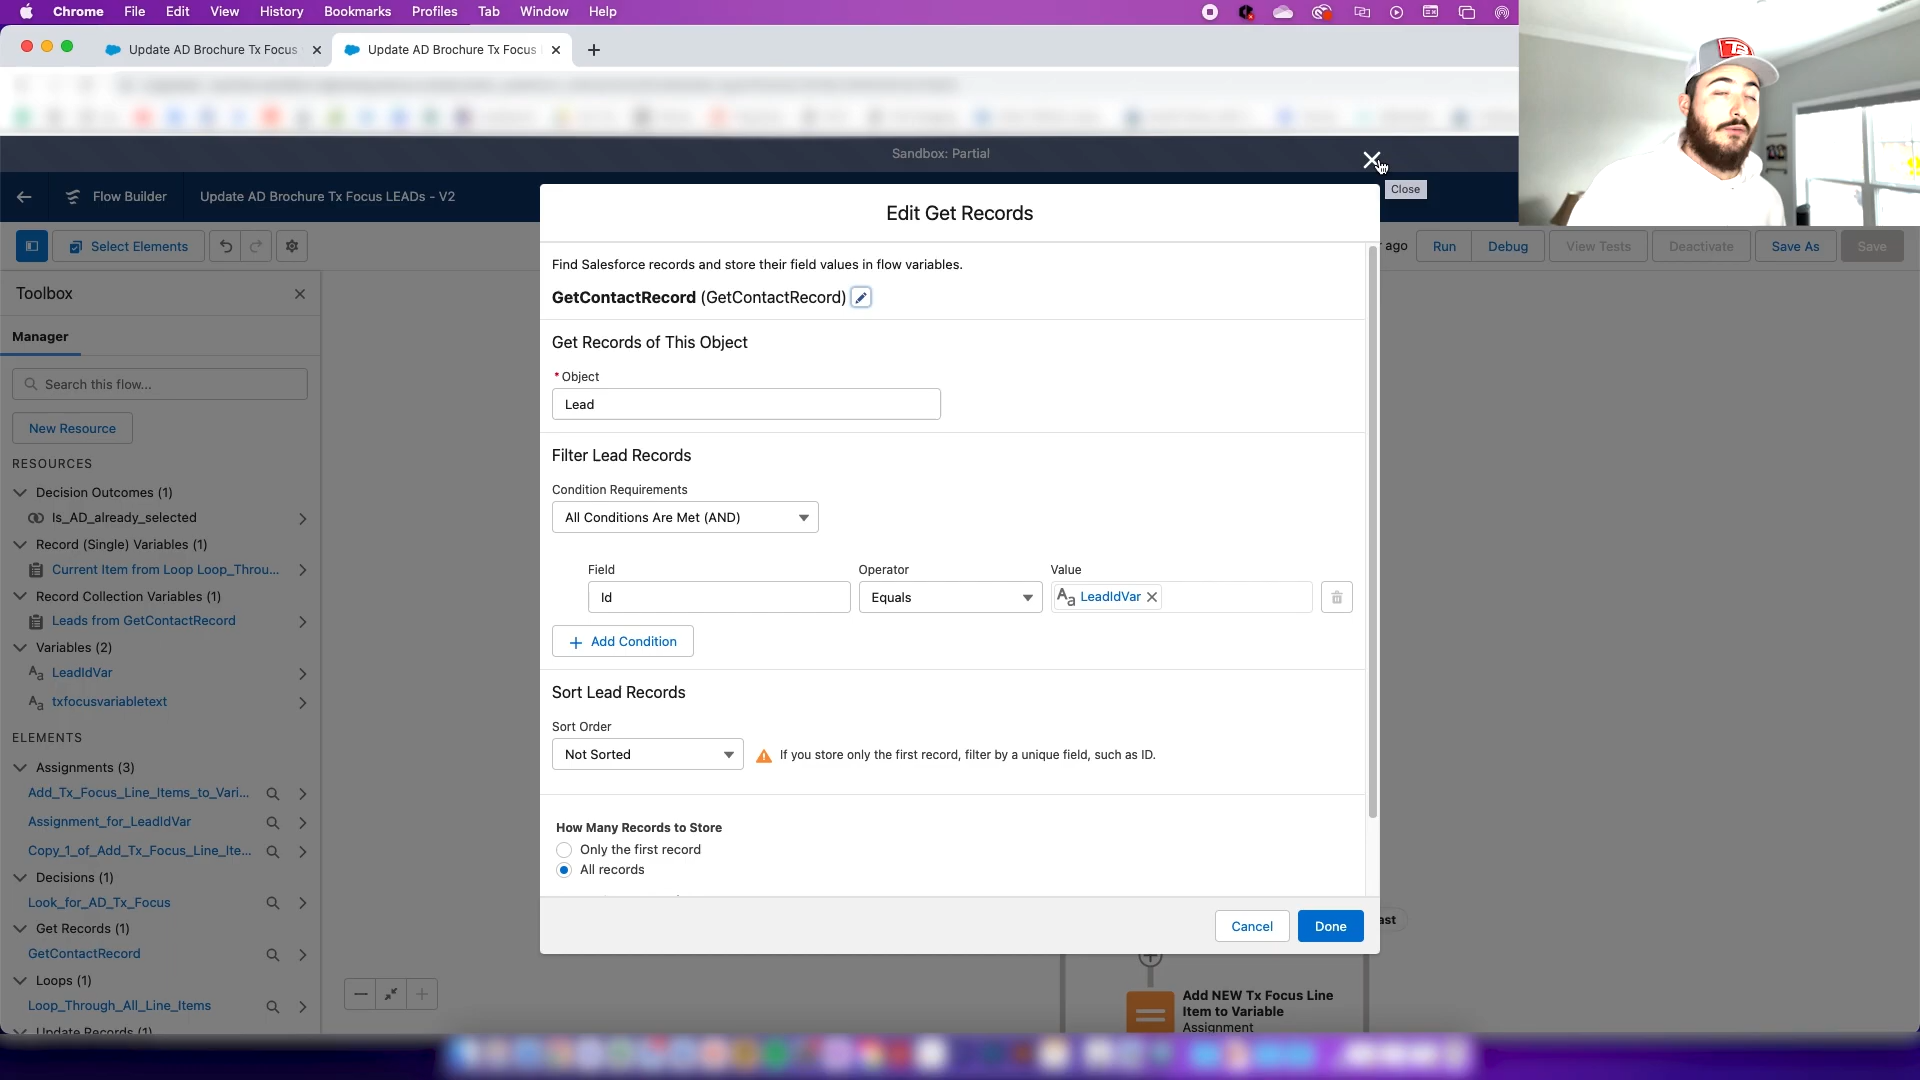 Chrome File Edit View History Bookmarks Profiles Tab Window Help
Update AD Brochure Tx Focus
Update AD Brochure Tx Focus
Sandbox: Partial
Close
Flow Builder
Update AD Brochure Tx Focus LEADs - V2
Select Elements
ago
Run
Debug
View Tests
Deactivate
Save As
Save
Toolbox
Manager
Search this flow...
New Resource
RESOURCES
Decision Outcomes (1)
Is_AD_already_selected
Record (Single) Variables (1)
Current Item from Loop Loop_Throu...
Record Collection Variables (1)
Leads from GetContactRecord
Variables (2)
LeadIdVar
txfocusvariabletext
ELEMENTS
Assignments (3)
Add_Tx_Focus_Line_Items_to_Vari...
Assignment_for_LeadIdVar
Copy_1_of_Add_Tx_Focus_Line_Ite...
Decisions (1)
Look_for_AD_Tx_Focus
Get Records (1)
GetContactRecord
Loops (1)
Loop_Through_All_Line_Items
Update Records (1)
Edit Get Records
Find Salesforce records and store their field values in flow variables.
GetContactRecord (GetContactRecord)
Get Records of This Object
* Object
Lead
Filter Lead Records
Condition Requirements
All Conditions Are Met (AND)
Field
Operator
Value
Id
Equals
Aa LeadIdVar
Add Condition
Sort Lead Records
Sort Order
Not Sorted
If you store only the first record, filter by a unique field, such as ID.
How Many Records to Store
Only the first record
All records
Cancel
Done
ast
Add NEW Tx Focus Line
Item to Variable
Assignment